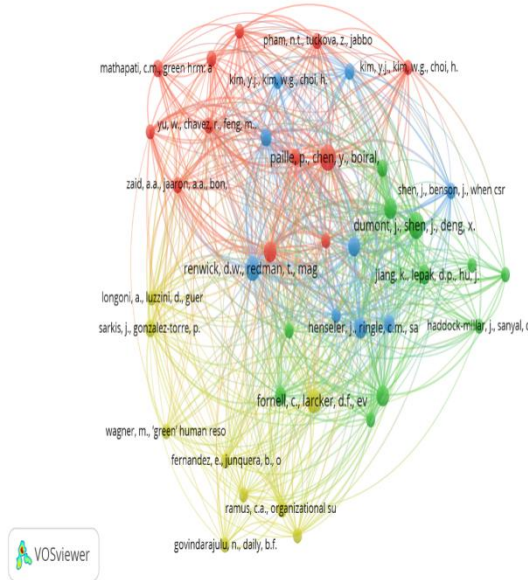 pham, n.t., tuckova, z., jabbo
mathapati, c.m., green hrm: a
kim, y.j., kim, w.g., choi, h.
kim, y.j., kim, w.g., choi, h.
yu, w., chavez, r., feng, m.,
paille, p., chen, y., boiral,
zaid, a.a., jaaron, a.a., bon,
shen, j., benson, j., when csr
dumont, j., shen, j., deng, x.
renwick, d.w., redman, t., mag
jiang, k., lepak, d.p., hu, j.
longoni, a., luzzini, d., guer
sarkis, j., gonzalez-torre, p.
henseler, j., ringle, c.m., sa
haddock-millar, j., sanyal, c
fornell, c., larcker, d.f., ev
wagner, m., 'green' human reso
fernandez, e., junquera, b., o
ramus, c.a., organizational su
govindarajulu, n., daily, b.f.
VOSviewer